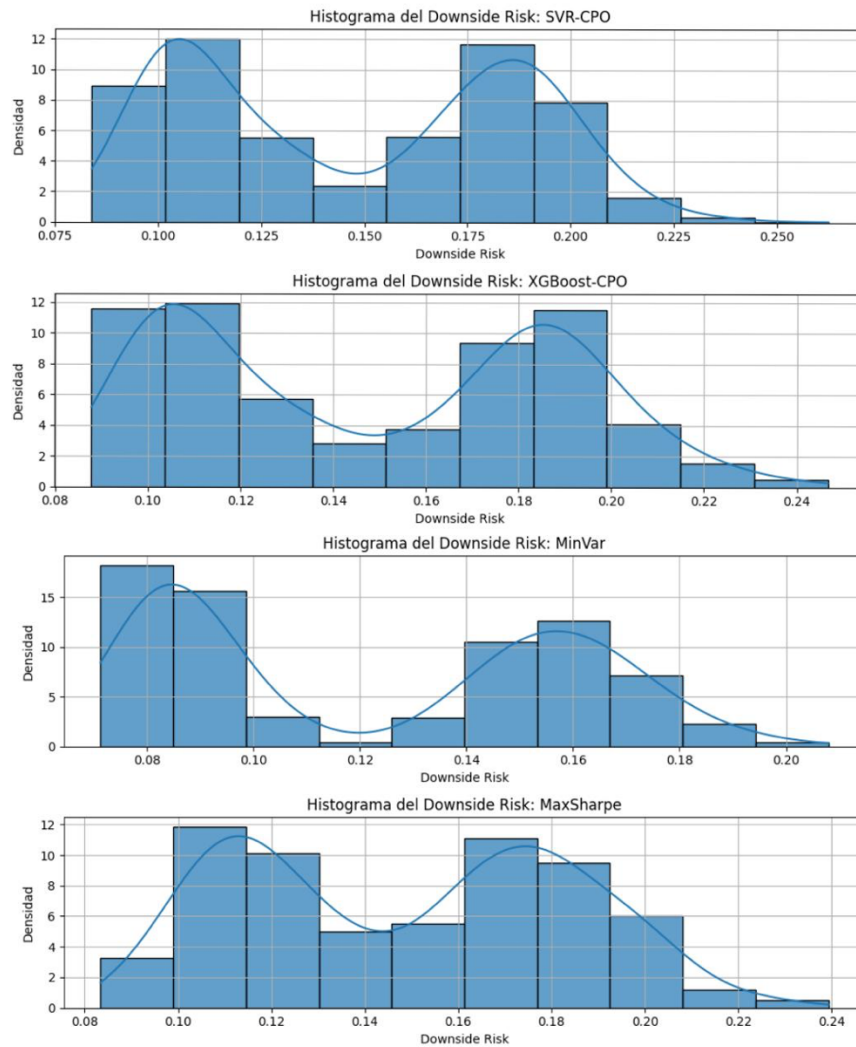 Histograma del Downside Risk: SVR-CPO
12
10
8
6
4
2
0
Densidad
0.075 0.100 0.125 0.150 0.175 0.200 0.225 0.250
Downside Risk
Histograma del Downside Risk: XGBoost-CPO
12
10
8
6
4
2
0
Densidad
0.08 0.10 0.12 0.14 0.16 0.18 0.20 0.22 0.24
Downside Risk
Histograma del Downside Risk: MinVar
15
10
5
0
Densidad
0.08 0.10 0.12 0.14 0.16 0.18 0.20
Downside Risk
Histograma del Downside Risk: MaxSharpe
12
10
8
6
4
2
0
Densidad
0.08 0.10 0.12 0.14 0.16 0.18 0.20 0.22 0.24
Downside Risk